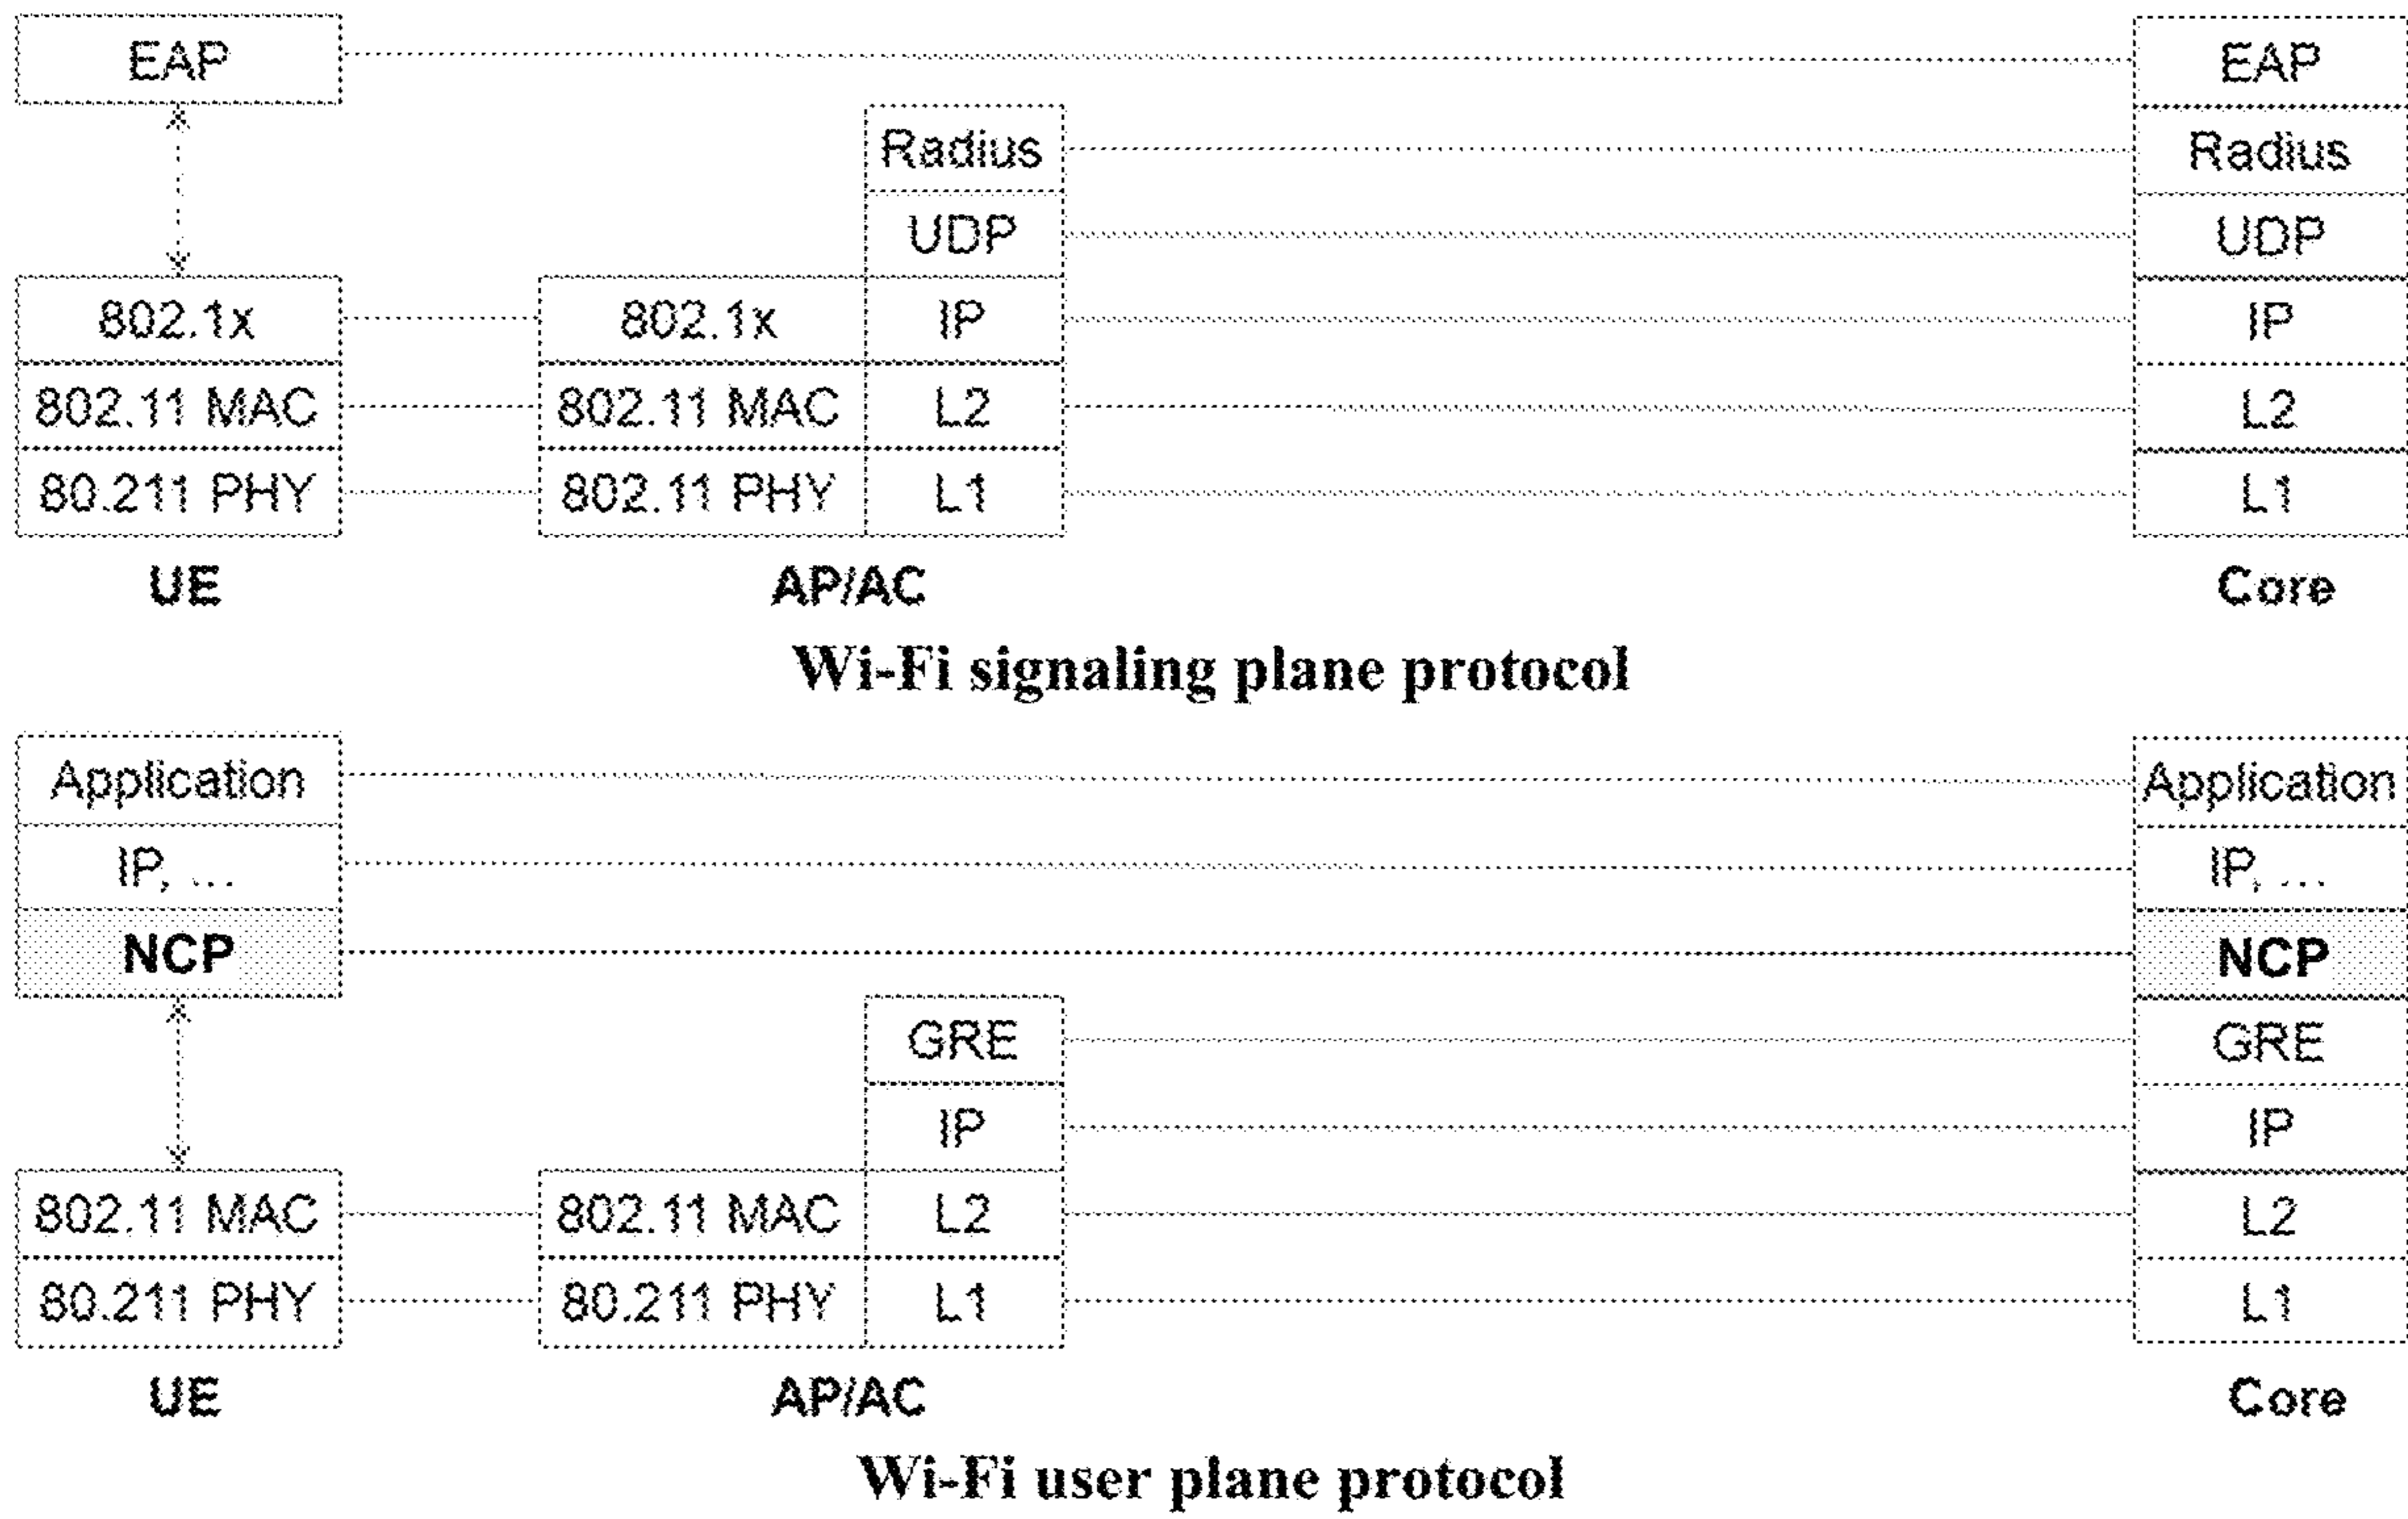 EAP EAP
Radius Radius
UDP UDP
802.1x 802.1x IP IP
802.11 MAC 802.11 MAC L2 L2
80.211 PHY 802.11 PHY L1 L1
UE AP/AC Core
Wi-Fi signaling plane protocol
Application Application
IP, ... IP, ...
NCP NCP
GRE GRE
IP IP
802.11 MAC 802.11 MAC L2 L2
80.211 PHY 80.211 PHY L1 L1
UE AP/AC Core
Wi-Fi user plane protocol